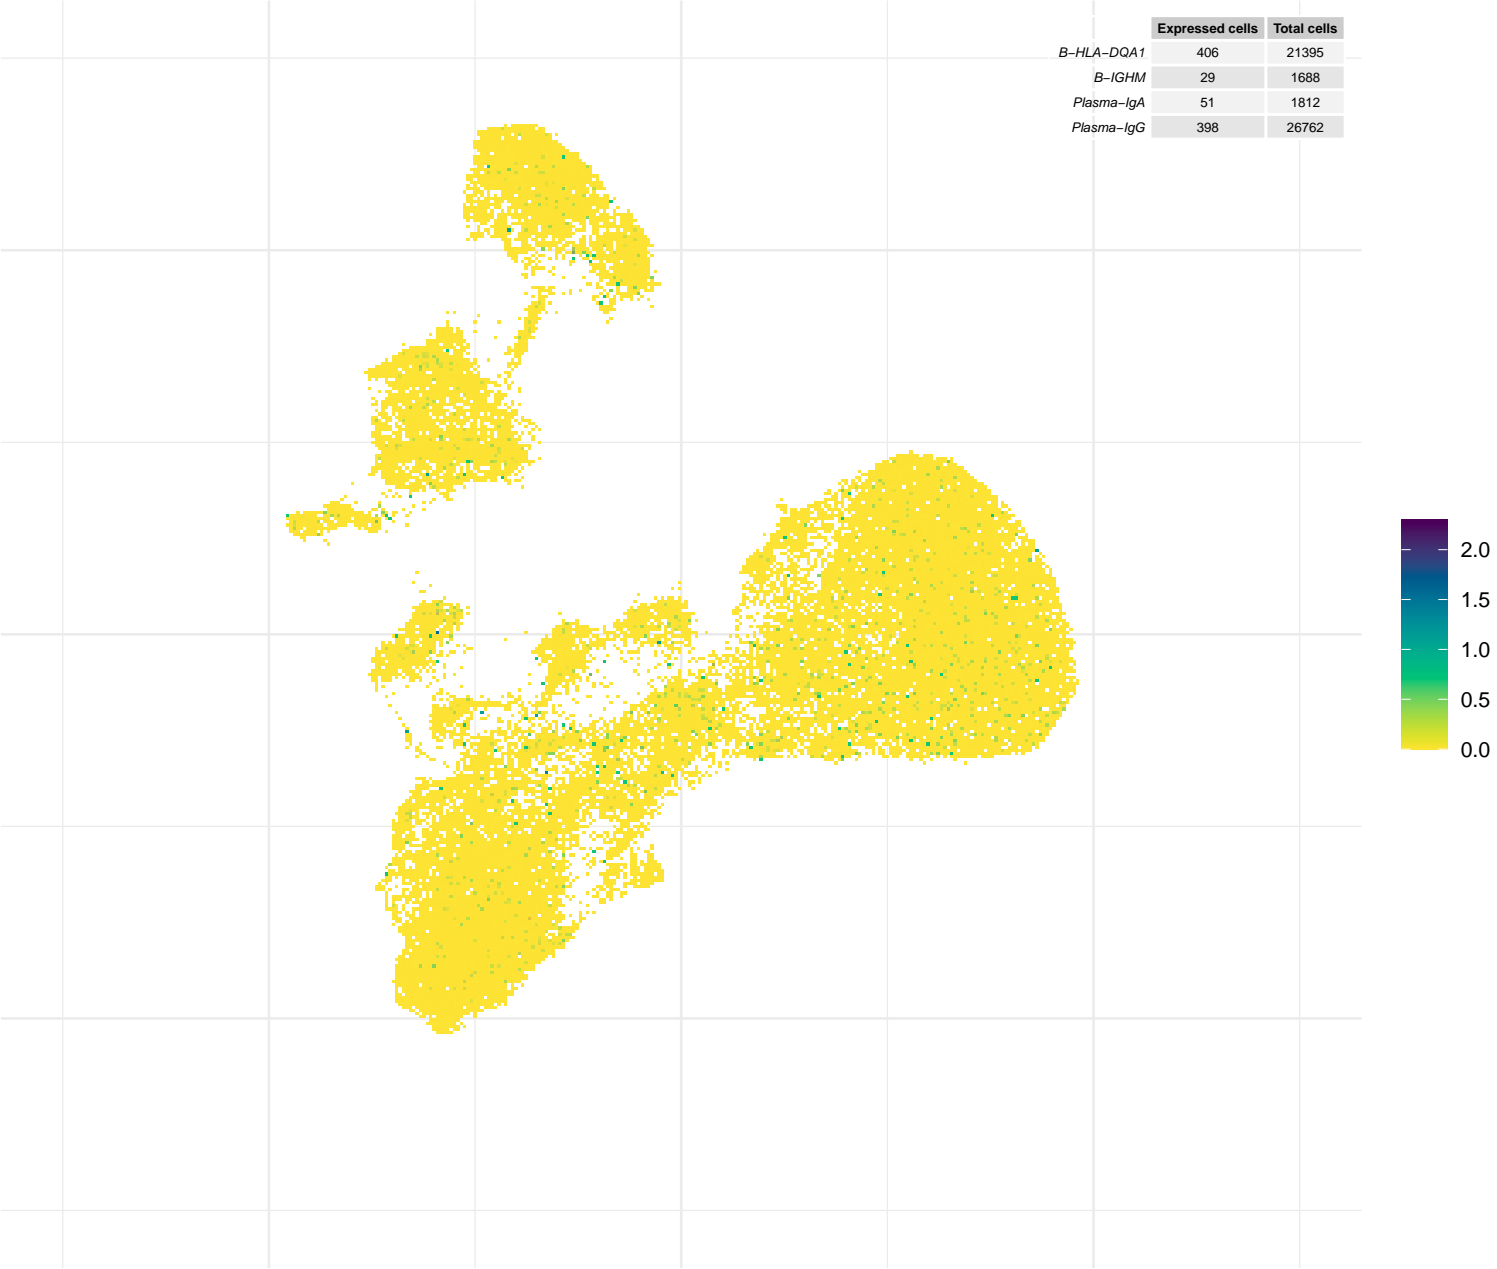 Expressed cells Total cells
B−HLA−DQA1 406 21395
B−IGHM 29 1688
Plasma−IgA 51 1812
Plasma−IgG 398 26762
2.0
1.5
1.0
0.5
0.0